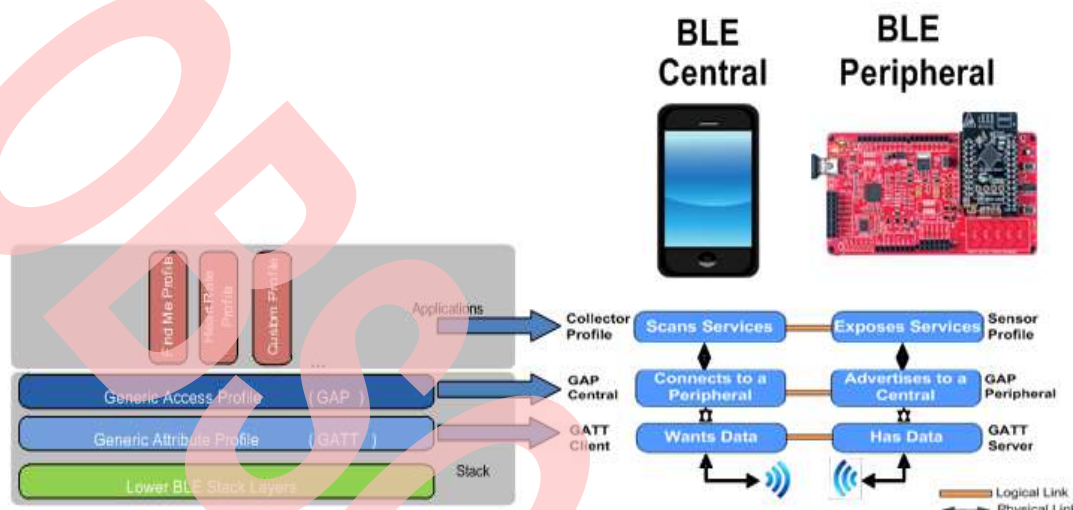 BLE
Central
BLE
Peripheral
Find Me Profile
Heart Rate
Profile
Custom Profile
...
Applications
Generic Access Profile ( GAP )
Generic Attribute Profile ( GATT )
Lower BLE Stack Layers
Stack
Collector
Profile
Scans Services
Exposes Services
Sensor
Profile
GAP
Central
Connects to a
Peripheral
Advertises to a
Central
GAP
Peripheral
GATT
Client
Wants Data
Has Data
GATT
Server
Logical Link
Physical Link